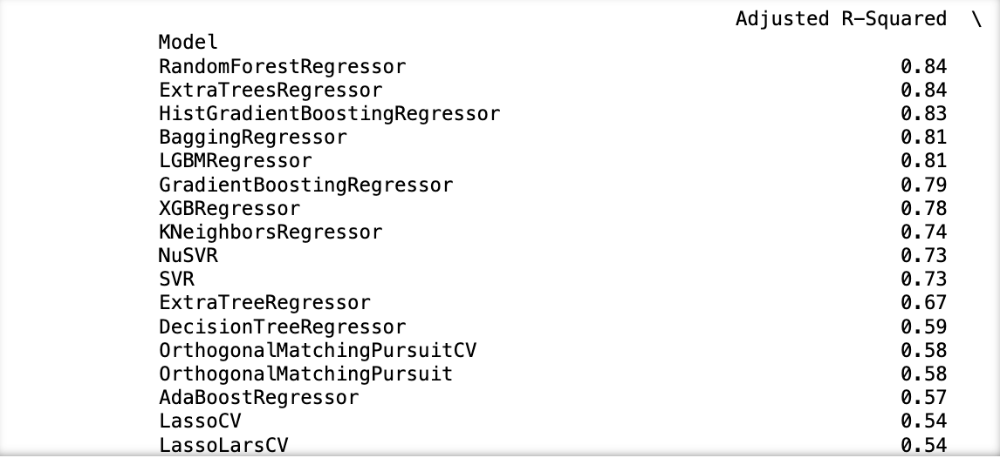 Adjusted R-Squared \
Model
RandomForestRegressor 0.84
ExtraTreesRegressor 0.84
HistGradientBoostingRegressor 0.83
BaggingRegressor 0.81
LGBMRegressor 0.81
GradientBoostingRegressor 0.79
XGBRegressor 0.78
KNeighborsRegressor 0.74
NuSVR 0.73
SVR 0.73
ExtraTreeRegressor 0.67
DecisionTreeRegressor 0.59
OrthogonalMatchingPursuitCV 0.58
OrthogonalMatchingPursuit 0.58
AdaBoostRegressor 0.57
LassoCV 0.54
LassoLarsCV 0.54